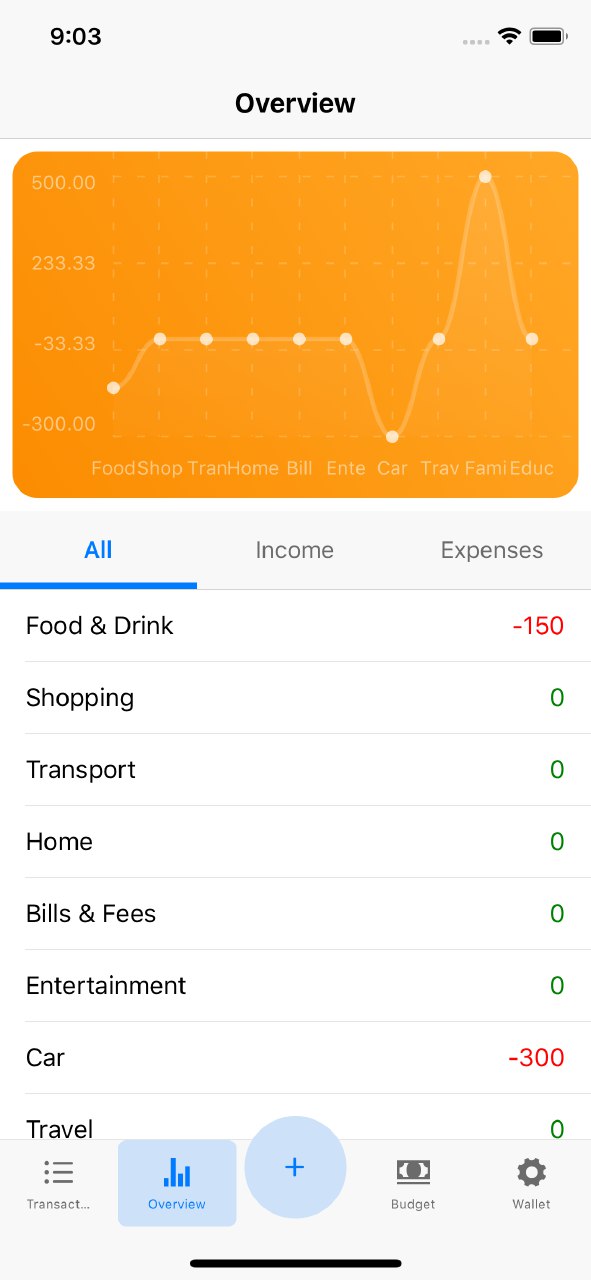 9:03
Overview
500.00
233.33
-33.33
-300.00
Food Shop Tran Home Bill Ente Car Trav Fami Educ
All Income Expenses
Food & Drink -150
Shopping 0
Transport 0
Home 0
Bills & Fees 0
Entertainment 0
Car -300
Travel 0
+
Transact... Overview Budget Wallet